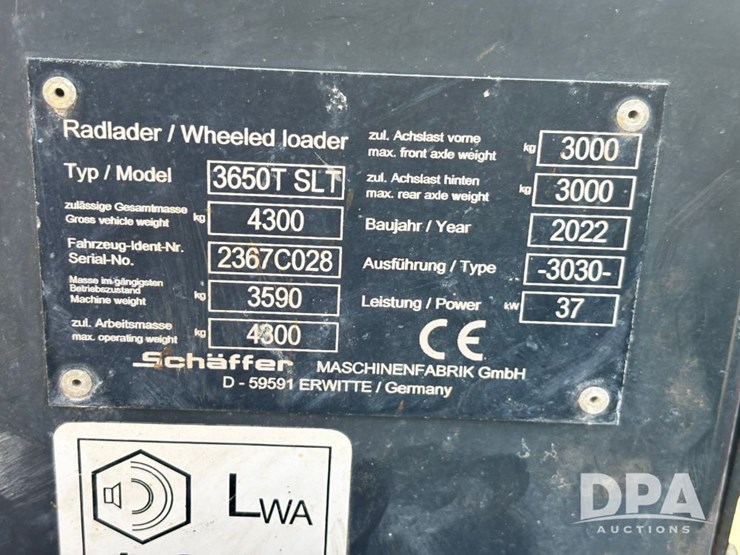 Radlader / Wheeled loader
Typ / Model 3650T SLT
zulässige Gesamtmasse
Gross vehicle weight kg 4300
Fahrzeug-Ident-Nr.
Serial-No. 2367C028
Masse im gängigsten
Betriebszustand
Machine weight kg 3590
zul. Arbeitsmasse
max. operating weight kg 4300
zul. Achslast vorne
max. front axle weight kg 3000
zul. Achslast hinten
max. rear axle weight kg 3000
Baujahr / Year 2022
Ausführung / Type -3030-
Leistung / Power kW 37
CE
Schäffer MASCHINENFABRIK GmbH
D - 59591 ERWITTE / Germany
LWA
DPA
AUCTIONS